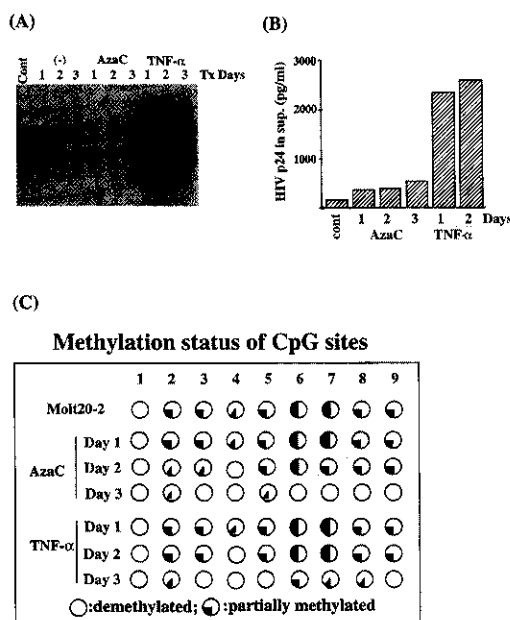 (A)
Cont (-) AzaC TNF-α
1 2 3 1 2 3 1 2 3 Tx Days
(B)
HIV p24 in sup. (pg/ml)
3000
2000
1000
cont 1 2 3 1 2 Days
AzaC TNF-α
(C)
Methylation status of CpG sites
1 2 3 4 5 6 7 8 9
Molt20-2
AzaC
Day 1
Day 2
Day 3
TNF-α
Day 1
Day 2
Day 3
:demethylated; :partially methylated